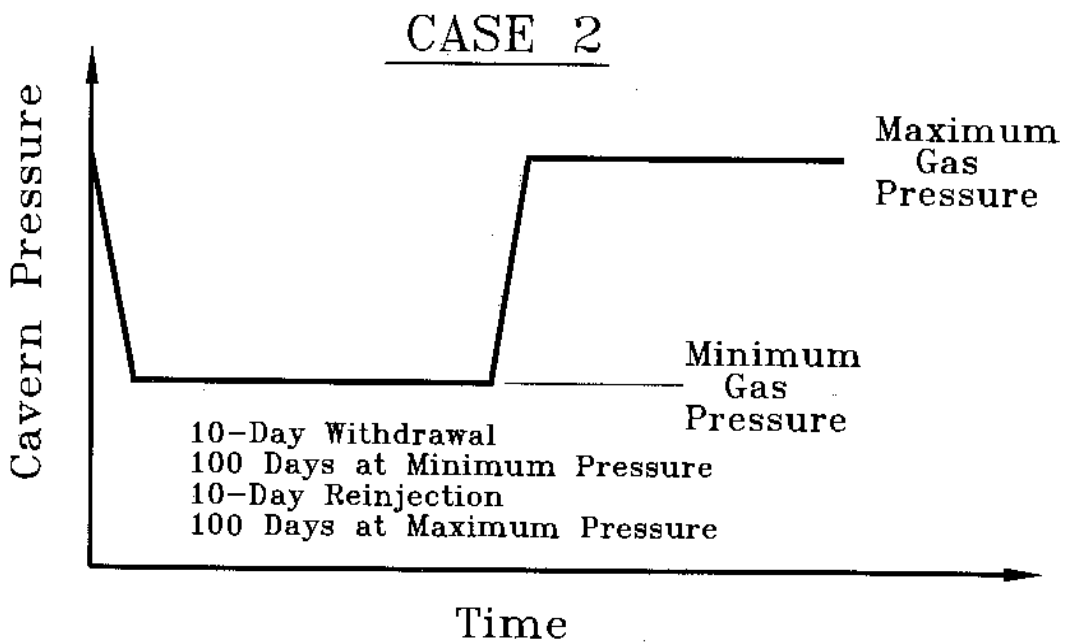 CASE 2
Cavern Pressure
Maximum
Gas
Pressure
Minimum
Gas
Pressure
10-Day Withdrawal
100 Days at Minimum Pressure
10-Day Reinjection
100 Days at Maximum Pressure
Time